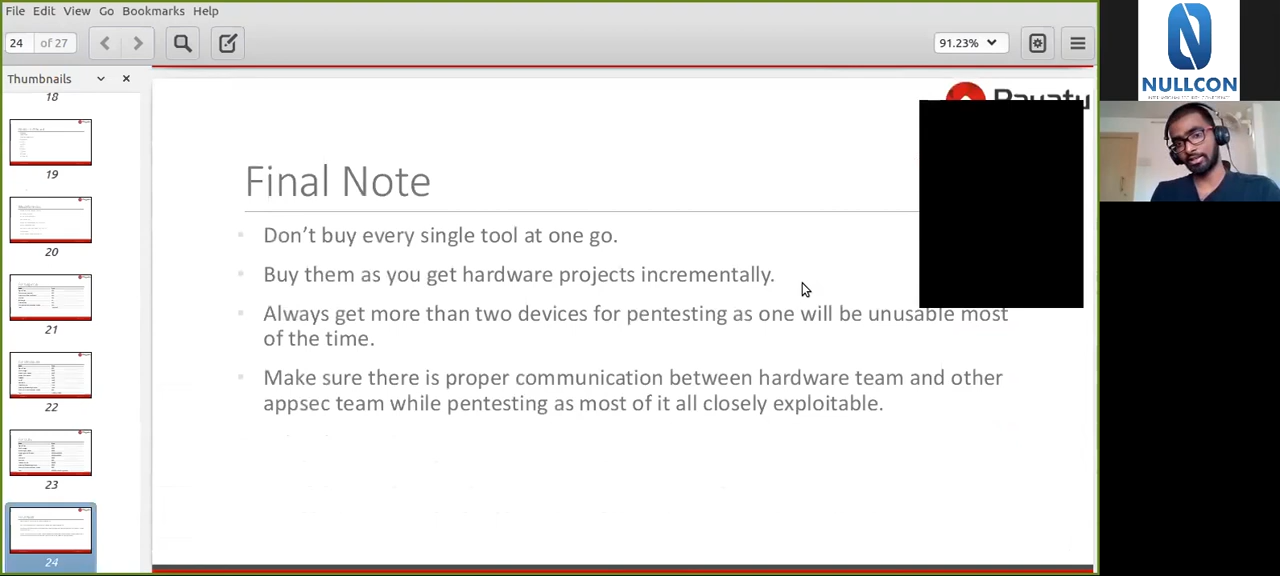 File Edit View Go Bookmarks Help
24 of 27
91.23%
Thumbnails
18
19
20
21
22
23
24
Final Note
Don't buy every single tool at one go.
Buy them as you get hardware projects incrementally.
Always get more than two devices for pentesting as one will be unusable most
of the time.
Make sure there is proper communication between hardware team and other
appsec team while pentesting as most of it all closely exploitable.
NULLCON